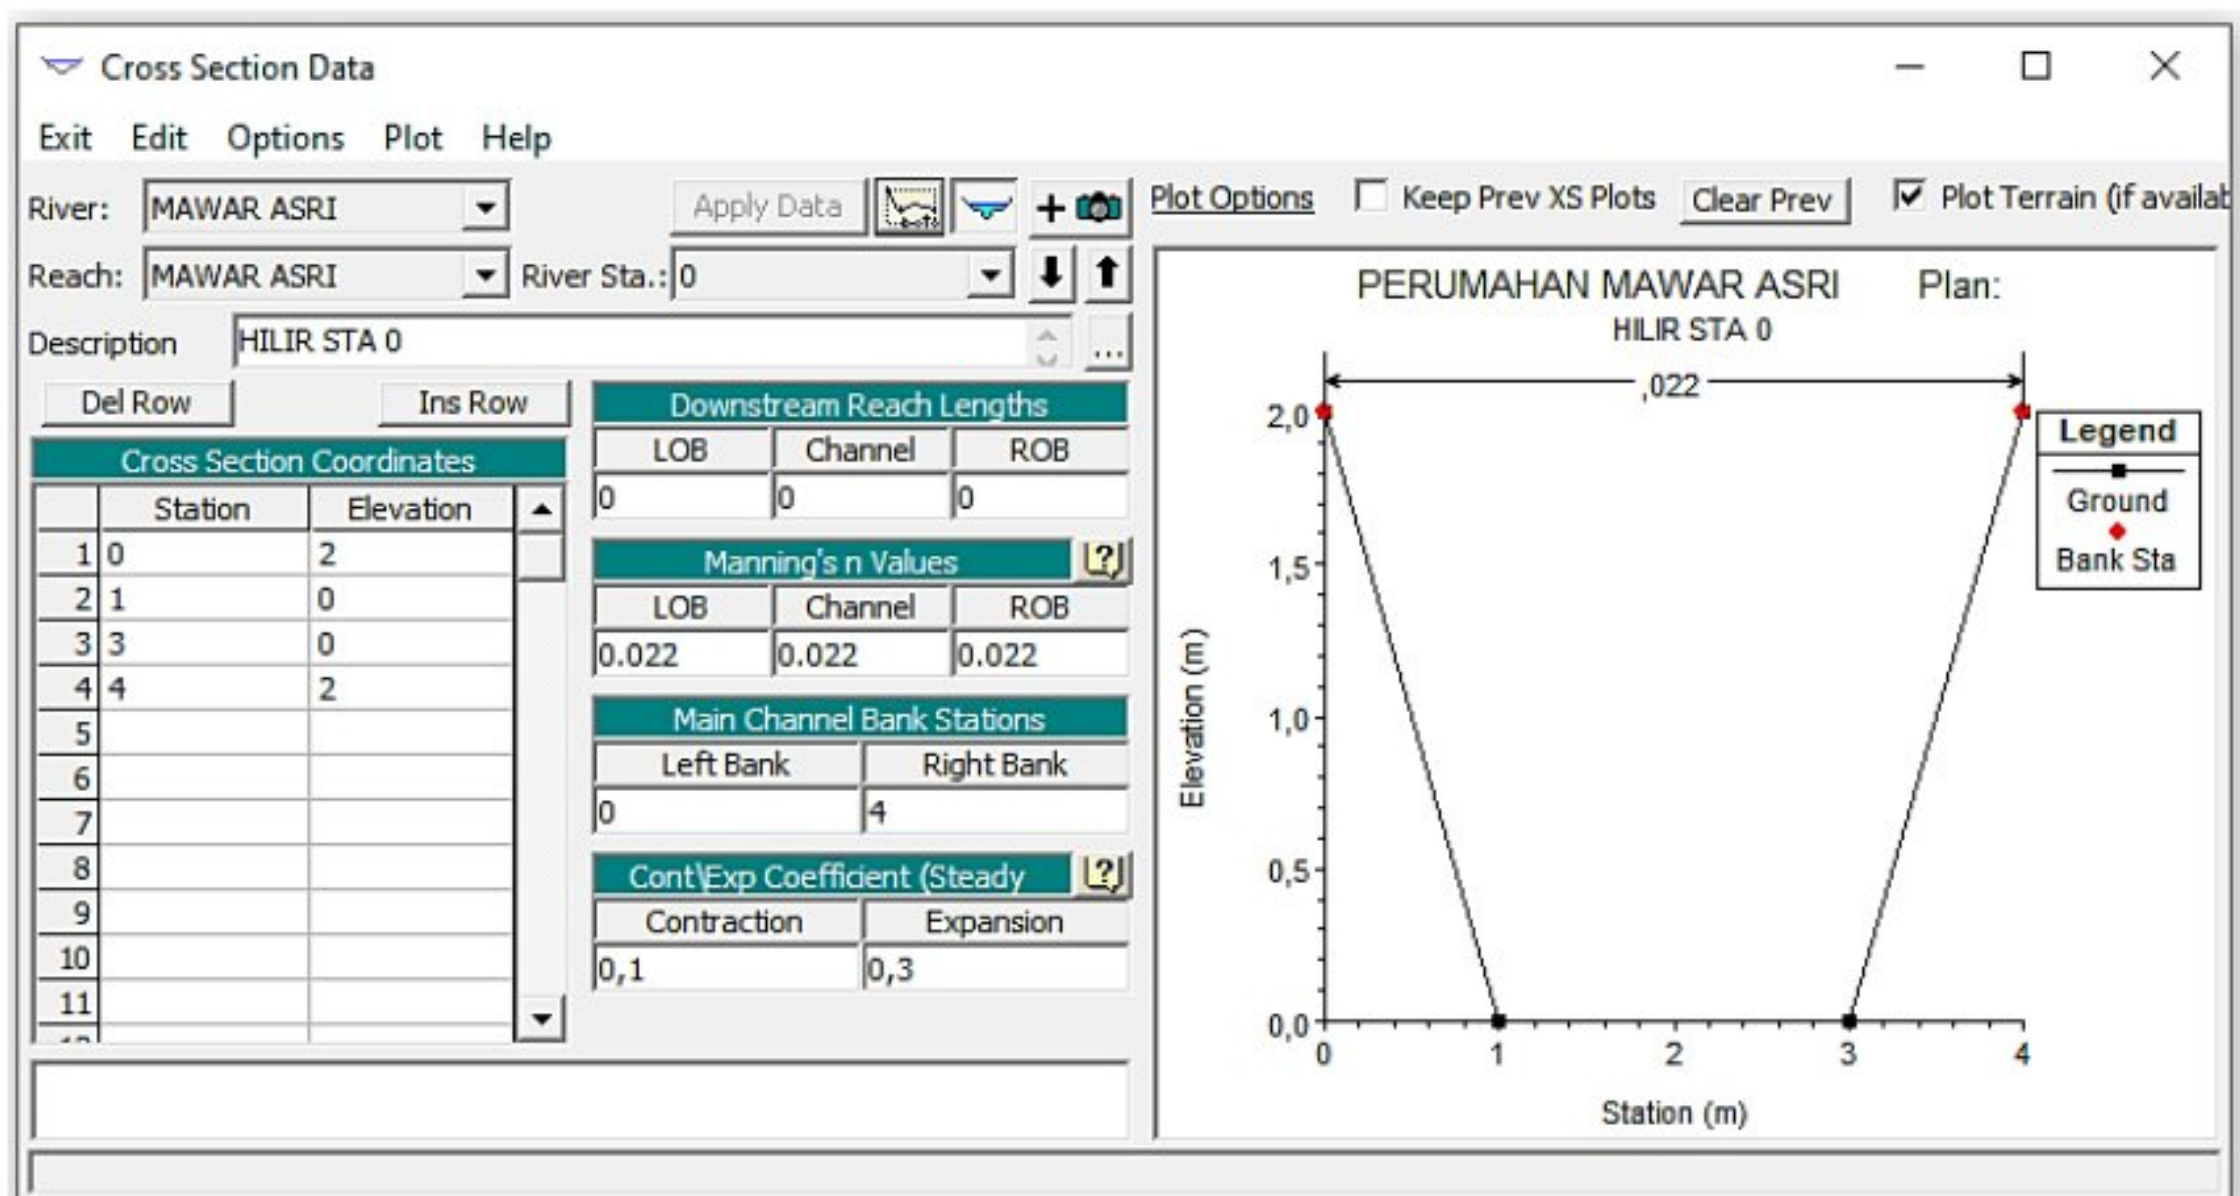 Cross Section Data
Exit Edit Options Plot Help
River: MAWAR ASRI Apply Data
Reach: MAWAR ASRI River Sta.: 0
Description HILIR STA 0 ...
Del Row Ins Row
Cross Section Coordinates
Station Elevation
1 0 2
2 1 0
3 3 0
4 4 2
5
6
7
8
9
10
11
Downstream Reach Lengths
LOB Channel ROB
0 0 0
Manning's n Values
LOB Channel ROB
0.022 0.022 0.022
Main Channel Bank Stations
Left Bank Right Bank
0 4
Cont\Exp Coefficient (Steady
Contraction Expansion
0,1 0,3
Plot Options Keep Prev XS Plots Clear Prev Plot Terrain (if availab
PERUMAHAN MAWAR ASRI Plan:
HILIR STA 0
,022
2,0
1,5
1,0
0,5
0,0
0 1 2 3 4
Elevation (m)
Station (m)
Legend
Ground
Bank Sta